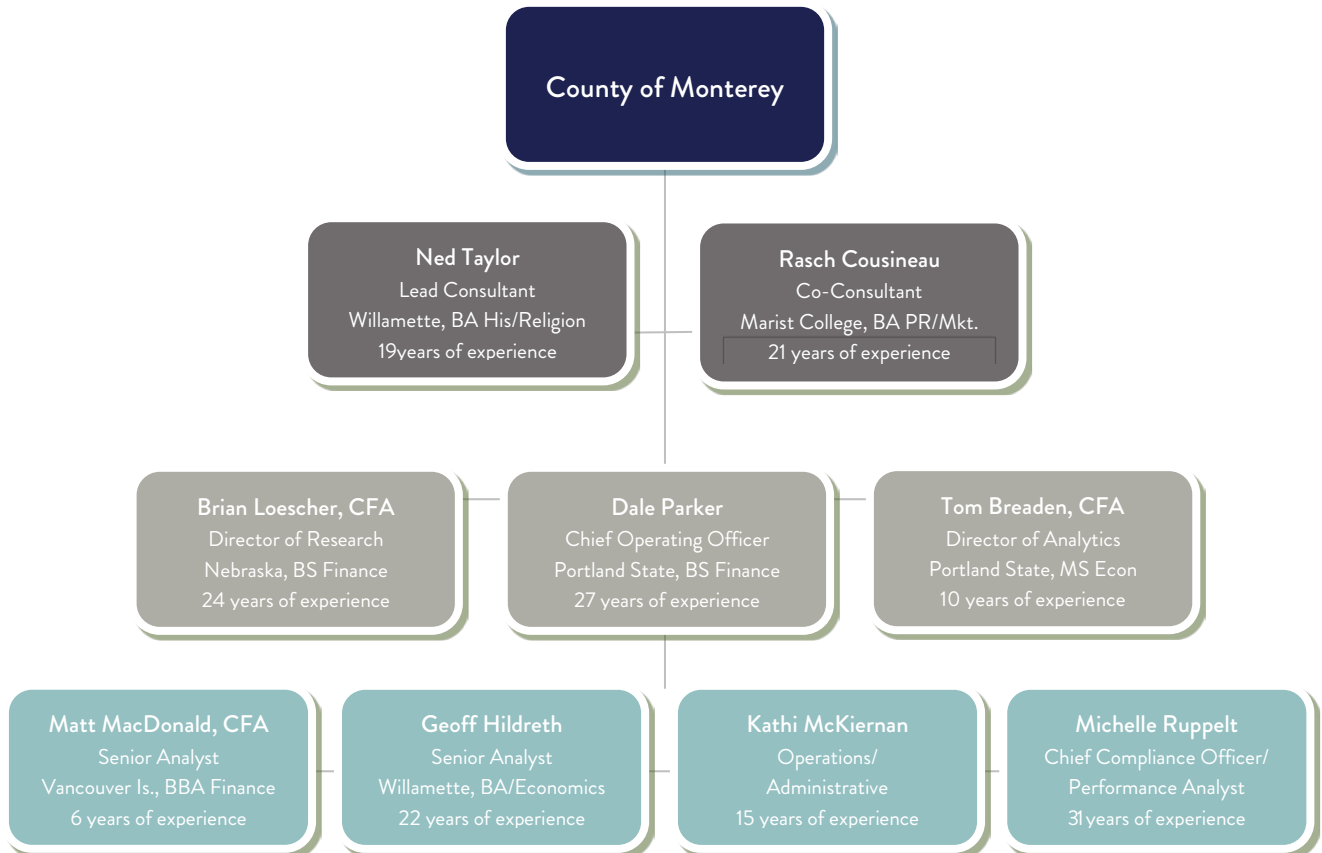 County of Monterey
Ned Taylor
Lead Consultant
Willamette, BA His/Religion
19years of experience
Rasch Cousineau
Co-Consultant
Marist College, BA PR/Mkt.
21 years of experience
Brian Loescher, CFA
Director of Research
Nebraska, BS Finance
24 years of experience
Dale Parker
Chief Operating Officer
Portland State, BS Finance
27 years of experience
Tom Breaden, CFA
Director of Analytics
Portland State, MS Econ
10 years of experience
Matt MacDonald, CFA
Senior Analyst
Vancouver Is., BBA Finance
6 years of experience
Geoff Hildreth
Senior Analyst
Willamette, BA/Economics
22 years of experience
Kathi McKiernan
Operations/
Administrative
15 years of experience
Michelle Ruppelt
Chief Compliance Officer/
Performance Analyst
31 years of experience